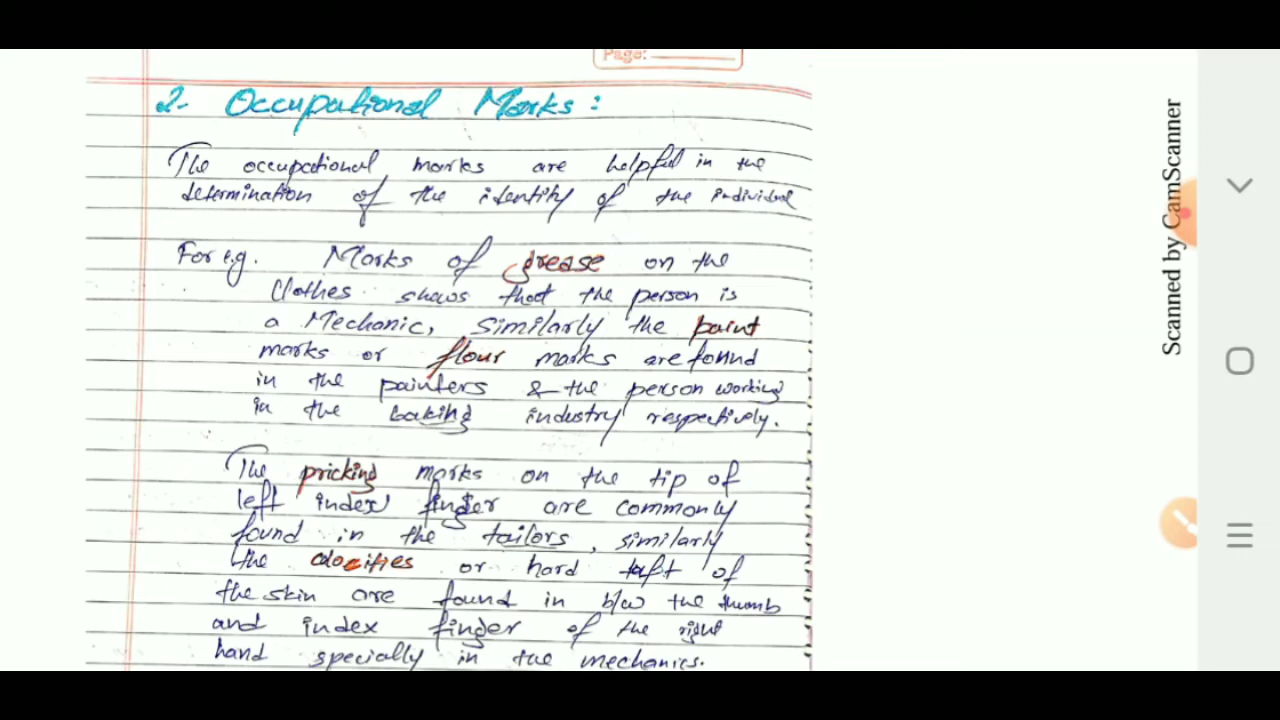 Page:
2- Occupational Marks:
The occupational marks are helpful in the
determination of the identity of the individual
For e.g. Marks of grease on the
Clothes shows that the person is
a Mechanic, similarly the paint
marks or flour marks are found
in the painters & the person working
in the baking industry respectively.
The pricking marks on the tip of
left index finger are commonly
found in the tailors, similarly
the or hard of
the skin are found in b/w the thumb
and index finger of the right
hand specially in the mechanics.
Scanned by CamScanner